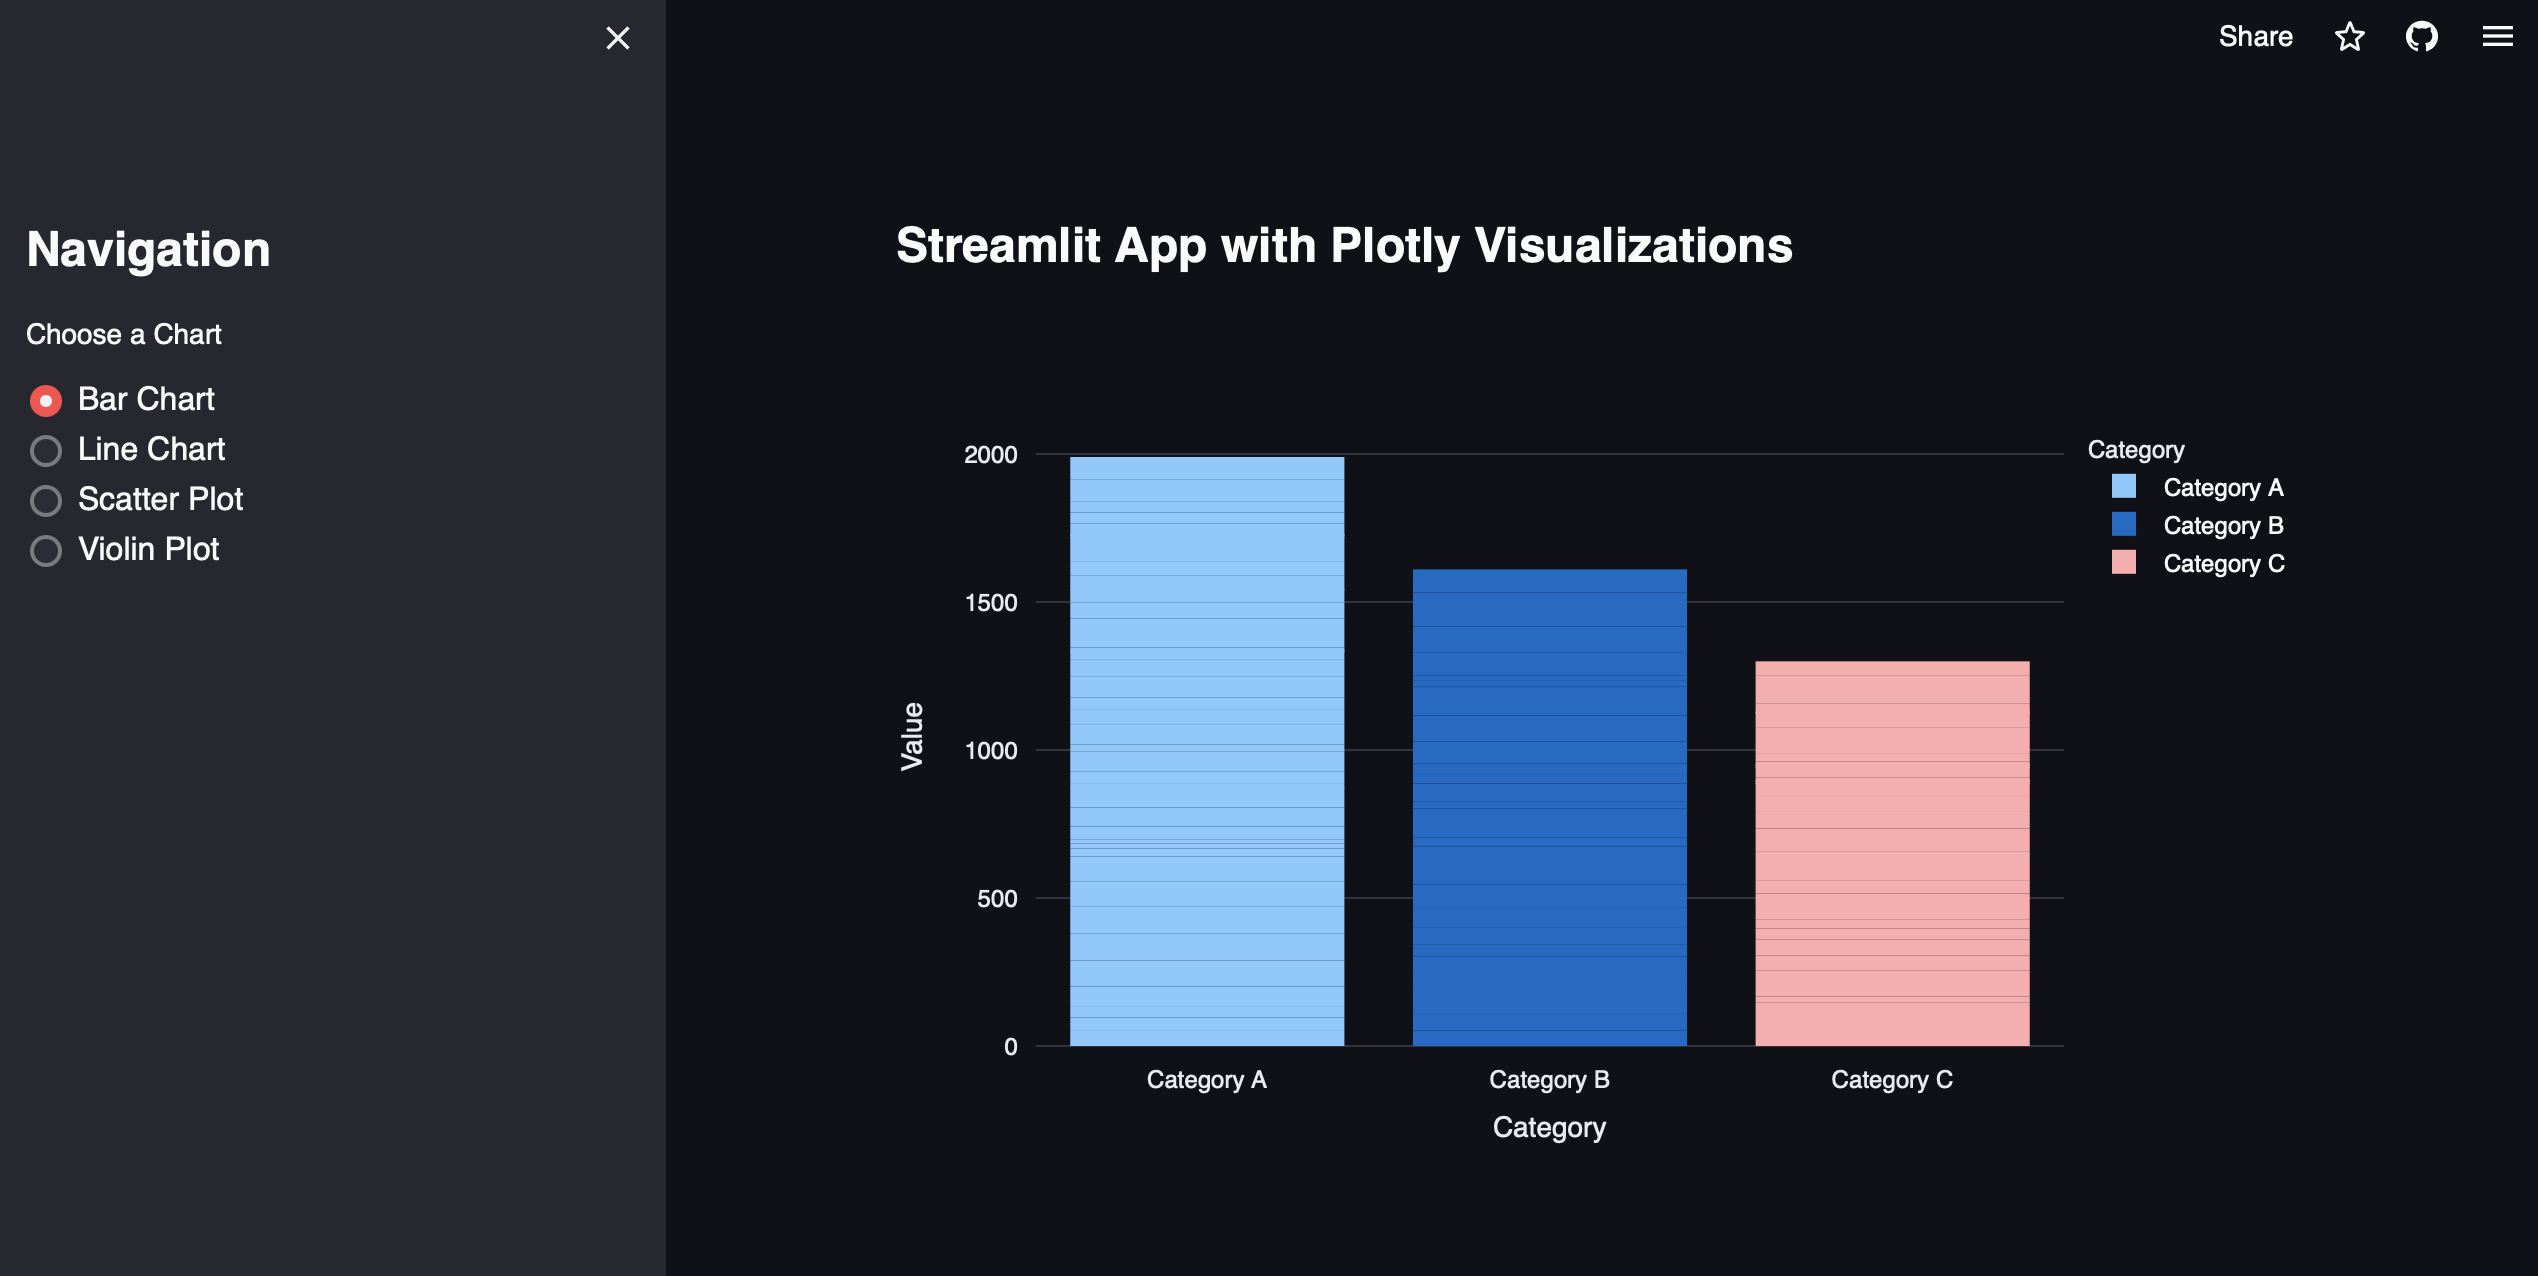 Share
Navigation
Choose a Chart
Bar Chart
Line Chart
Scatter Plot
Violin Plot
Streamlit App with Plotly Visualizations
2000
1500
1000
500
0
Value
Category A
Category B
Category C
Category
Category
Category A
Category B
Category C